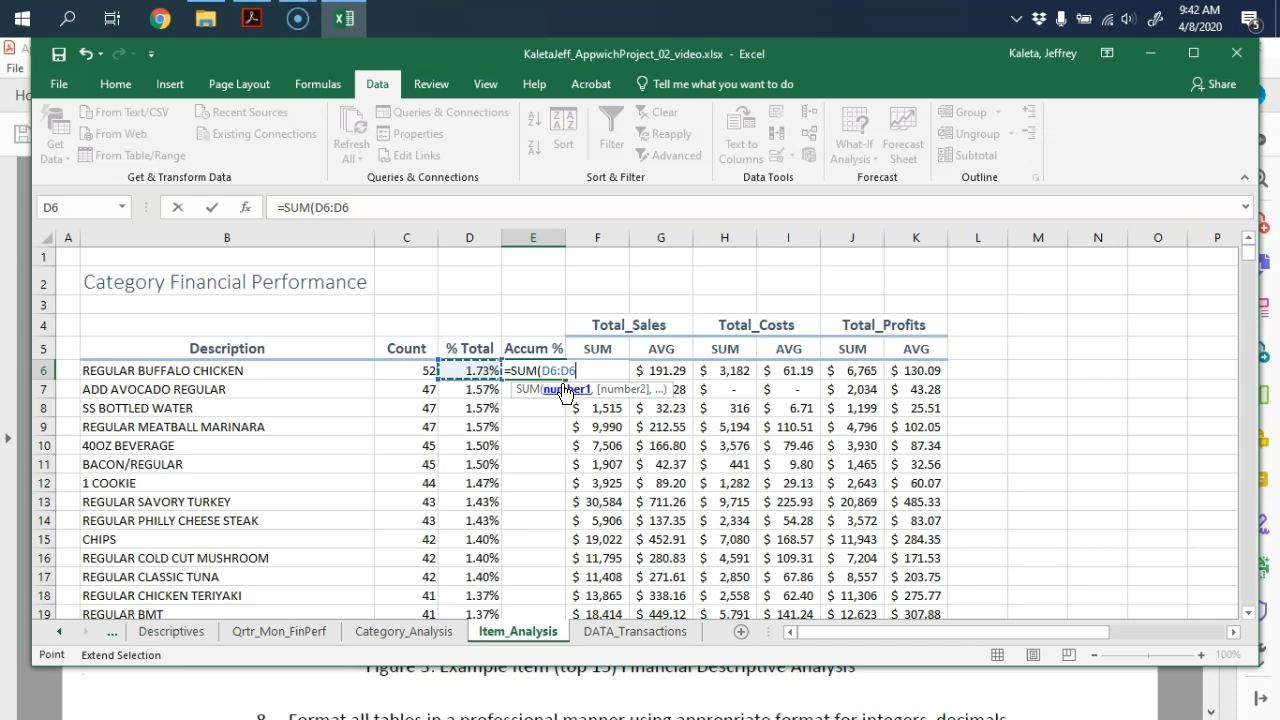 9:42 AM
4/8/2020
5
KaletaJeff_AppwichProject_02_video.xlsx - Excel
Kaleta, Jeffrey
File
File Home Insert Page Layout Formulas Data Review View Help Acrobat Tell me what you want to do Share
Get Data
From Text/CSV
From Web
From Table/Range
Recent Sources
Existing Connections
Get & Transform Data
Refresh All
Queries & Connections
Properties
Edit Links
Queries & Connections
Sort
Filter
Clear
Reapply
Advanced
Sort & Filter
Text to Columns
Data Tools
What-If Analysis
Forecast Sheet
Forecast
Group
Ungroup
Subtotal
Outline
D6 fx =SUM(D6:D6
A B C D E F G H I J K L M N O P
1
2 Category Financial Performance
3
4 Total_Sales Total_Costs Total_Profits
5 Description Count % Total Accum % SUM AVG SUM AVG SUM AVG
6 REGULAR BUFFALO CHICKEN 52 1.73% =SUM(D6:D6 $ 191.29 $ 3,182 $ 61.19 $ 6,765 $ 130.09
SUM(number1, [number2], ...)
7 ADD AVOCADO REGULAR 47 1.57% 28 $ - $ - $ 2,034 $ 43.28
8 SS BOTTLED WATER 47 1.57% $ 1,515 $ 32.23 $ 316 $ 6.71 $ 1,199 $ 25.51
9 REGULAR MEATBALL MARINARA 47 1.57% $ 9,990 $ 212.55 $ 5,194 $ 110.51 $ 4,796 $ 102.05
10 40OZ BEVERAGE 45 1.50% $ 7,506 $ 166.80 $ 3,576 $ 79.46 $ 3,930 $ 87.34
11 BACON/REGULAR 45 1.50% $ 1,907 $ 42.37 $ 441 $ 9.80 $ 1,465 $ 32.56
12 1 COOKIE 44 1.47% $ 3,925 $ 89.20 $ 1,282 $ 29.13 $ 2,643 $ 60.07
13 REGULAR SAVORY TURKEY 43 1.43% $ 30,584 $ 711.26 $ 9,715 $ 225.93 $ 20,869 $ 485.33
14 REGULAR PHILLY CHEESE STEAK 43 1.43% $ 5,906 $ 137.35 $ 2,334 $ 54.28 $ 3,572 $ 83.07
15 CHIPS 42 1.40% $ 19,022 $ 452.91 $ 7,080 $ 168.57 $ 11,943 $ 284.35
16 REGULAR COLD CUT MUSHROOM 42 1.40% $ 11,795 $ 280.83 $ 4,591 $ 109.31 $ 7,204 $ 171.53
17 REGULAR CLASSIC TUNA 42 1.40% $ 11,408 $ 271.61 $ 2,850 $ 67.86 $ 8,557 $ 203.75
18 REGULAR CHICKEN TERIYAKI 41 1.37% $ 13,865 $ 338.16 $ 2,558 $ 62.40 $ 11,306 $ 275.77
19 REGULAR BMT 41 1.37% $ 18,414 $ 449.12 $ 5,791 $ 141.24 $ 12,623 $ 307.88
... Descriptives Qrtr_Mon_FinPerf Category_Analysis Item_Analysis DATA_Transactions
Point Extend Selection 100%
Figure 3: Example Item (top 15) Financial Descriptive Analysis
8. Format all tables in a professional manner using appropriate format for integers, decimals